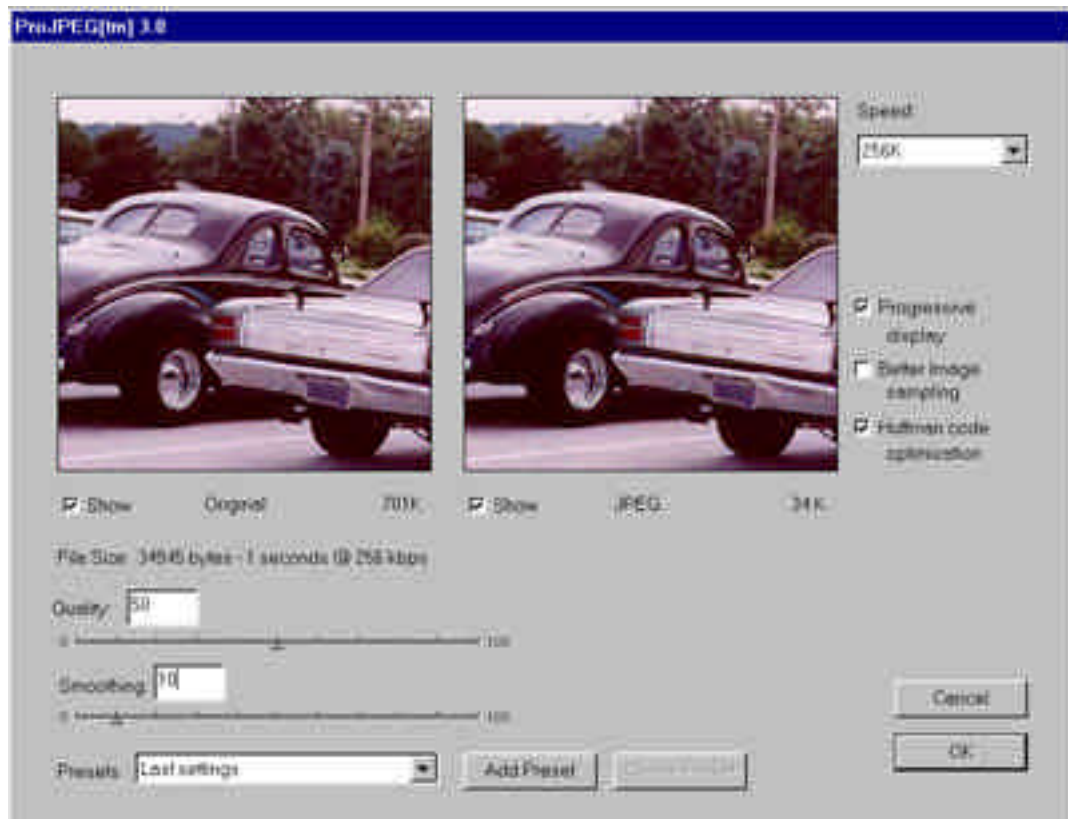 ProJPEG[tm] 3.0
Speed:
256K
Progressive
display
Better image
sampling
Huffman code
optimization
Show Original 701K
Show JPEG 34K
File Size: bytes - 1 seconds @ 256 kbps
Quality: 50
0 100
Smoothing: 10
0 100
Cancel
Presets: Last settings Add Preset
OK